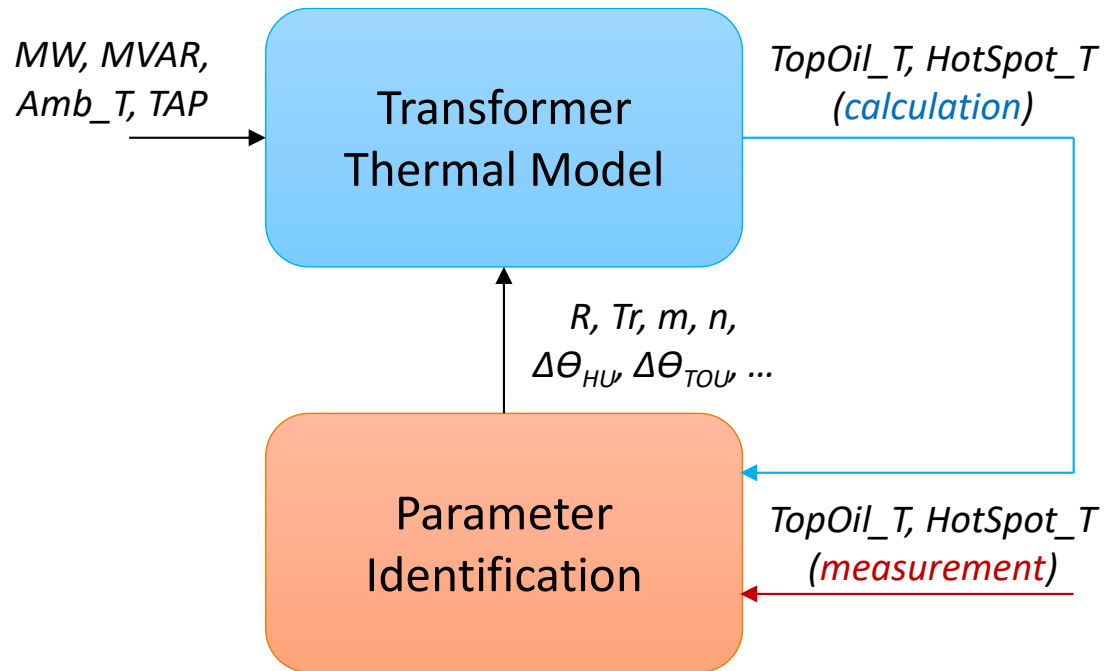 MW, MVAR,
Amb_T, TAP
Transformer
Thermal Model
TopOil_T, HotSpot_T
(calculation)
R, Tr, m, n,
ΔΘHU, ΔΘTOU, ...
Parameter
Identification
TopOil_T, HotSpot_T
(measurement)